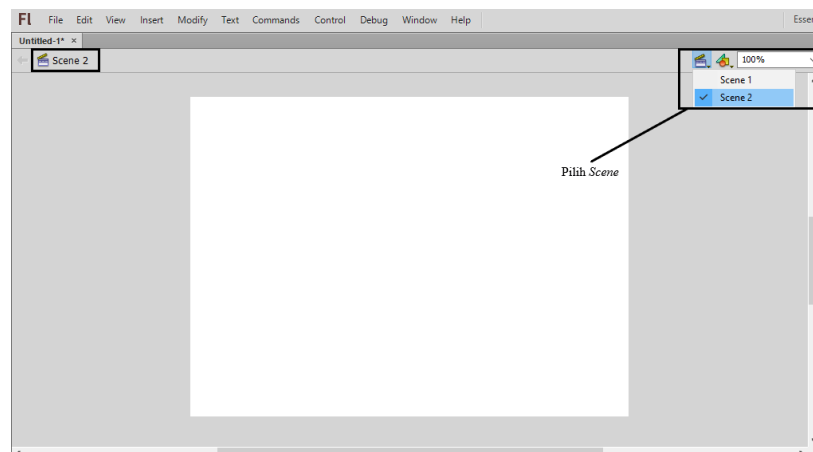 Fl File Edit View Insert Modify Text Commands Control Debug Window Help Essen
Untitled-1* ×
Scene 2 100%
Scene 1
Scene 2
Pilih Scene